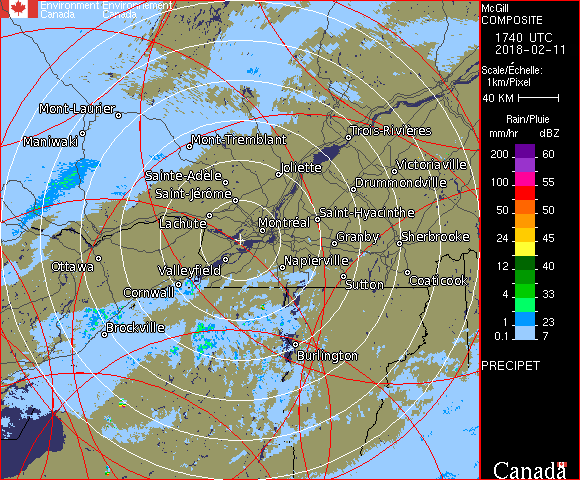 Environment Environnement
Canada Canada
McGill
COMPOSITE
1740 UTC
2018-02-11
Scale/Échelle:
1km/Pixel
40 KM
Rain/Pluie
mm/hr dBZ
200 60
150 57
100 55
50 50
24 45
12 40
4 33
1 23
0.1 7
PRECIPET
Canada
Mont-Laurier
Maniwaki
Mont-Tremblant
Trois-Rivières
Sainte-Adèle
Joliette
Victoriaville
Saint-Jérôme
Drummondville
Lachute
Saint-Hyacinthe
Montréal
Granby
Sherbrooke
Ottawa
Valleyfield
Napierville
Cornwall
Sutton
Coaticook
Brockville
Burlington